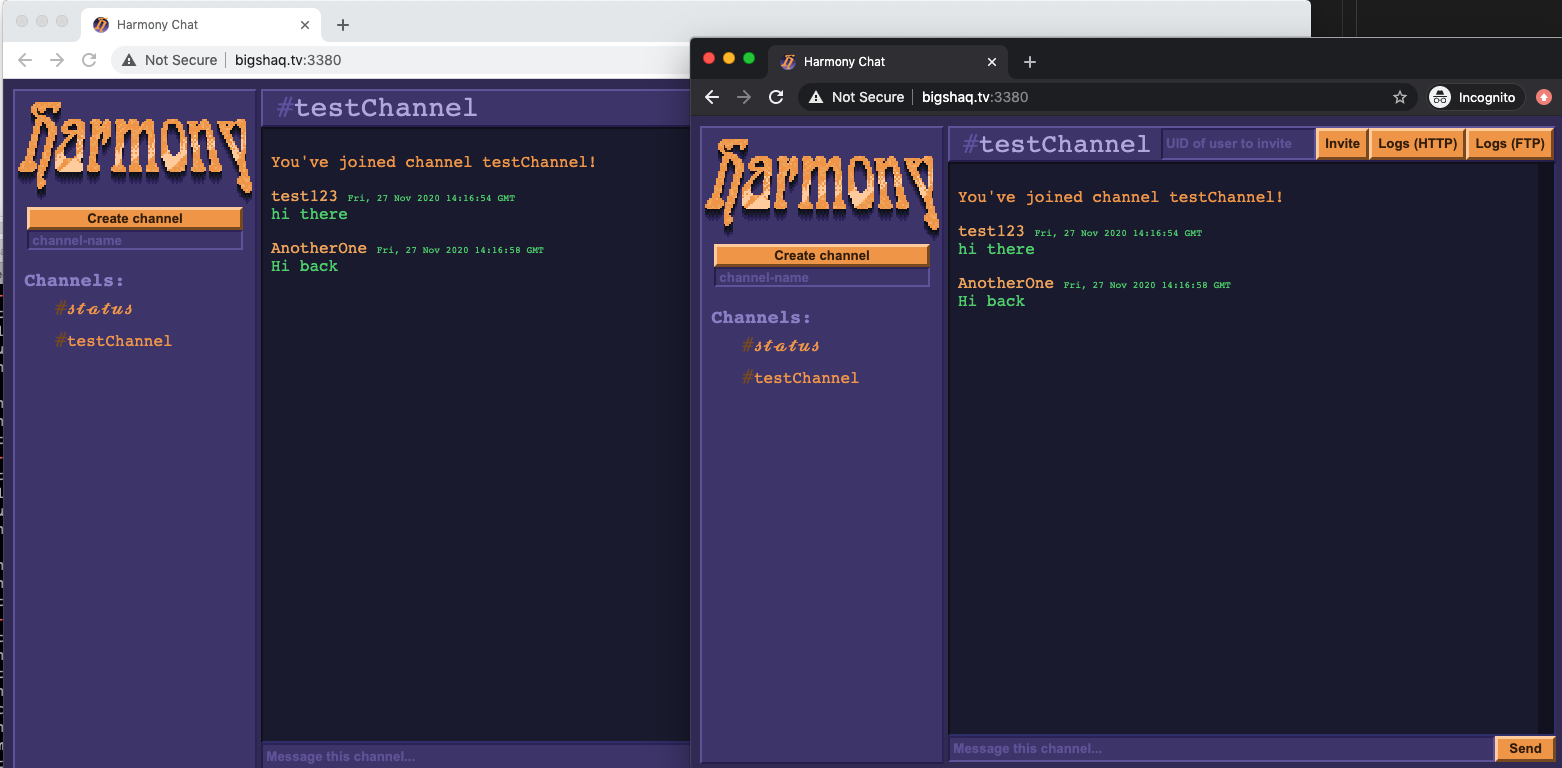 Harmony Chat
Not Secure bigshaq.tv:3380
harmony
Create channel
channel-name
Channels:
#status
#testChannel
#testChannel
You've joined channel testChannel!
test123 Fri, 27 Nov 2020 14:16:54 GMT
hi there
AnotherOne Fri, 27 Nov 2020 14:16:58 GMT
Hi back
Message this channel...
Harmony Chat
Not Secure bigshaq.tv:3380 Incognito
harmony
Create channel
channel-name
Channels:
#status
#testChannel
#testChannel UID of user to invite Invite Logs (HTTP) Logs (FTP)
You've joined channel testChannel!
test123 Fri, 27 Nov 2020 14:16:54 GMT
hi there
AnotherOne Fri, 27 Nov 2020 14:16:58 GMT
Hi back
Message this channel... Send